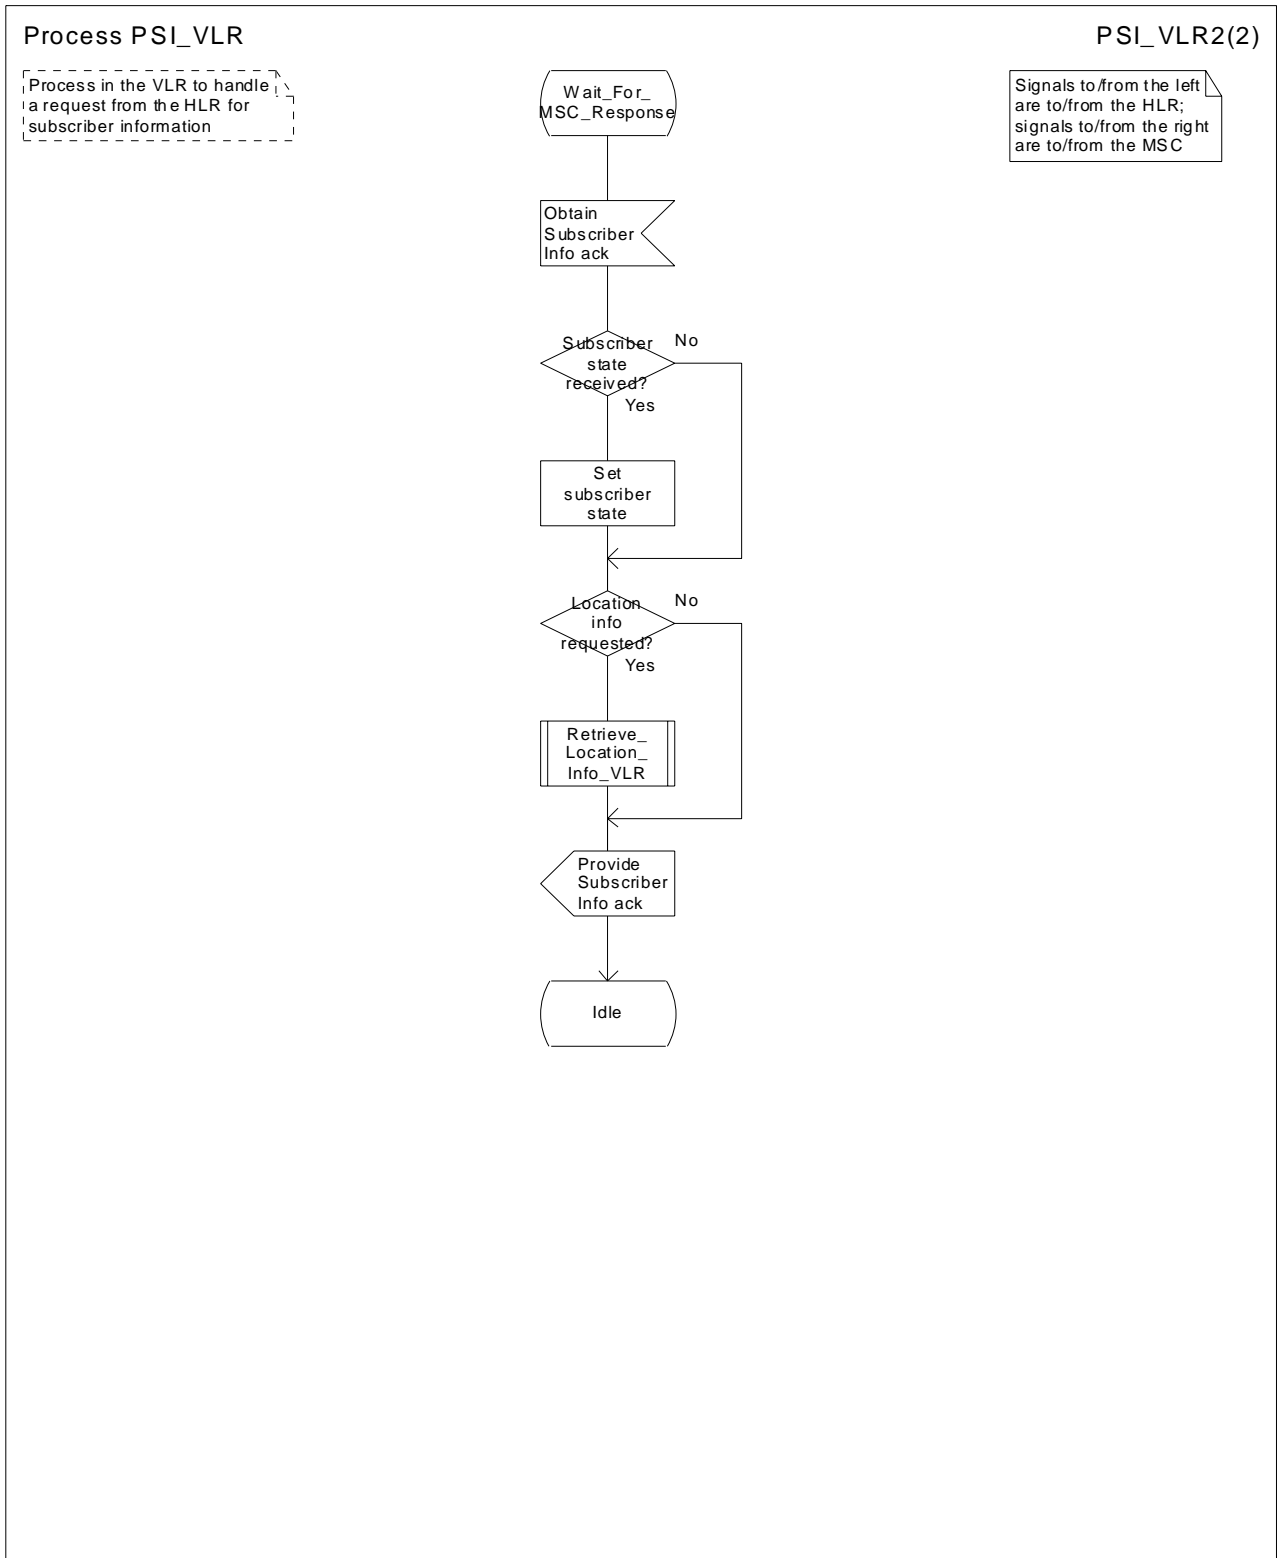 Process PSI_VLR
PSI_VLR2(2)
Process in the VLR to handle
a request from the HLR for
subscriber information
Signals to/from the left
are to/from the HLR;
signals to/from the right
are to/from the MSC
Wait_For_
MSC_Response
Obtain
Subscriber
Info ack
Subscriber
state
received?
No
Yes
Set
subscriber
state
Location
info
requested?
No
Yes
Retrieve_
Location_
Info_VLR
Provide
Subscriber
Info ack
Idle